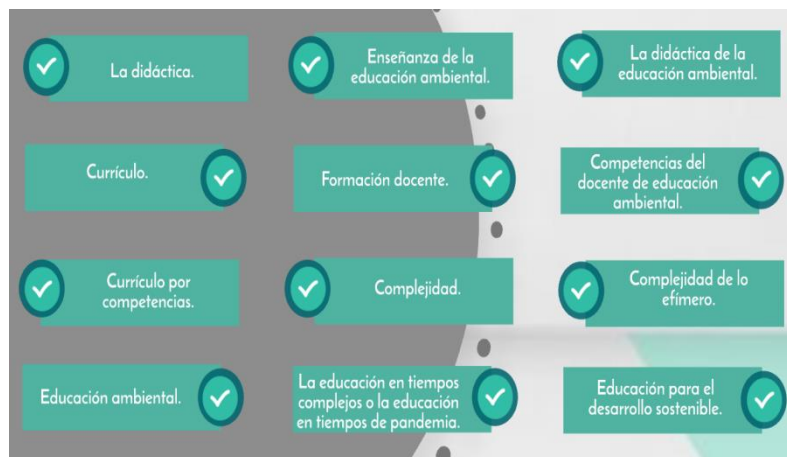 La didáctica.
Enseñanza de la
educación ambiental.
La didáctica de la
educación ambiental.
Currículo.
Formación docente.
Competencias del
docente de educación
ambiental.
Currículo por
competencias.
Complejidad.
Complejidad de lo
efímero.
Educación ambiental.
La educación en tiempos
complejos o la educación
en tiempos de pandemia.
Educación para el
desarrollo sostenible.